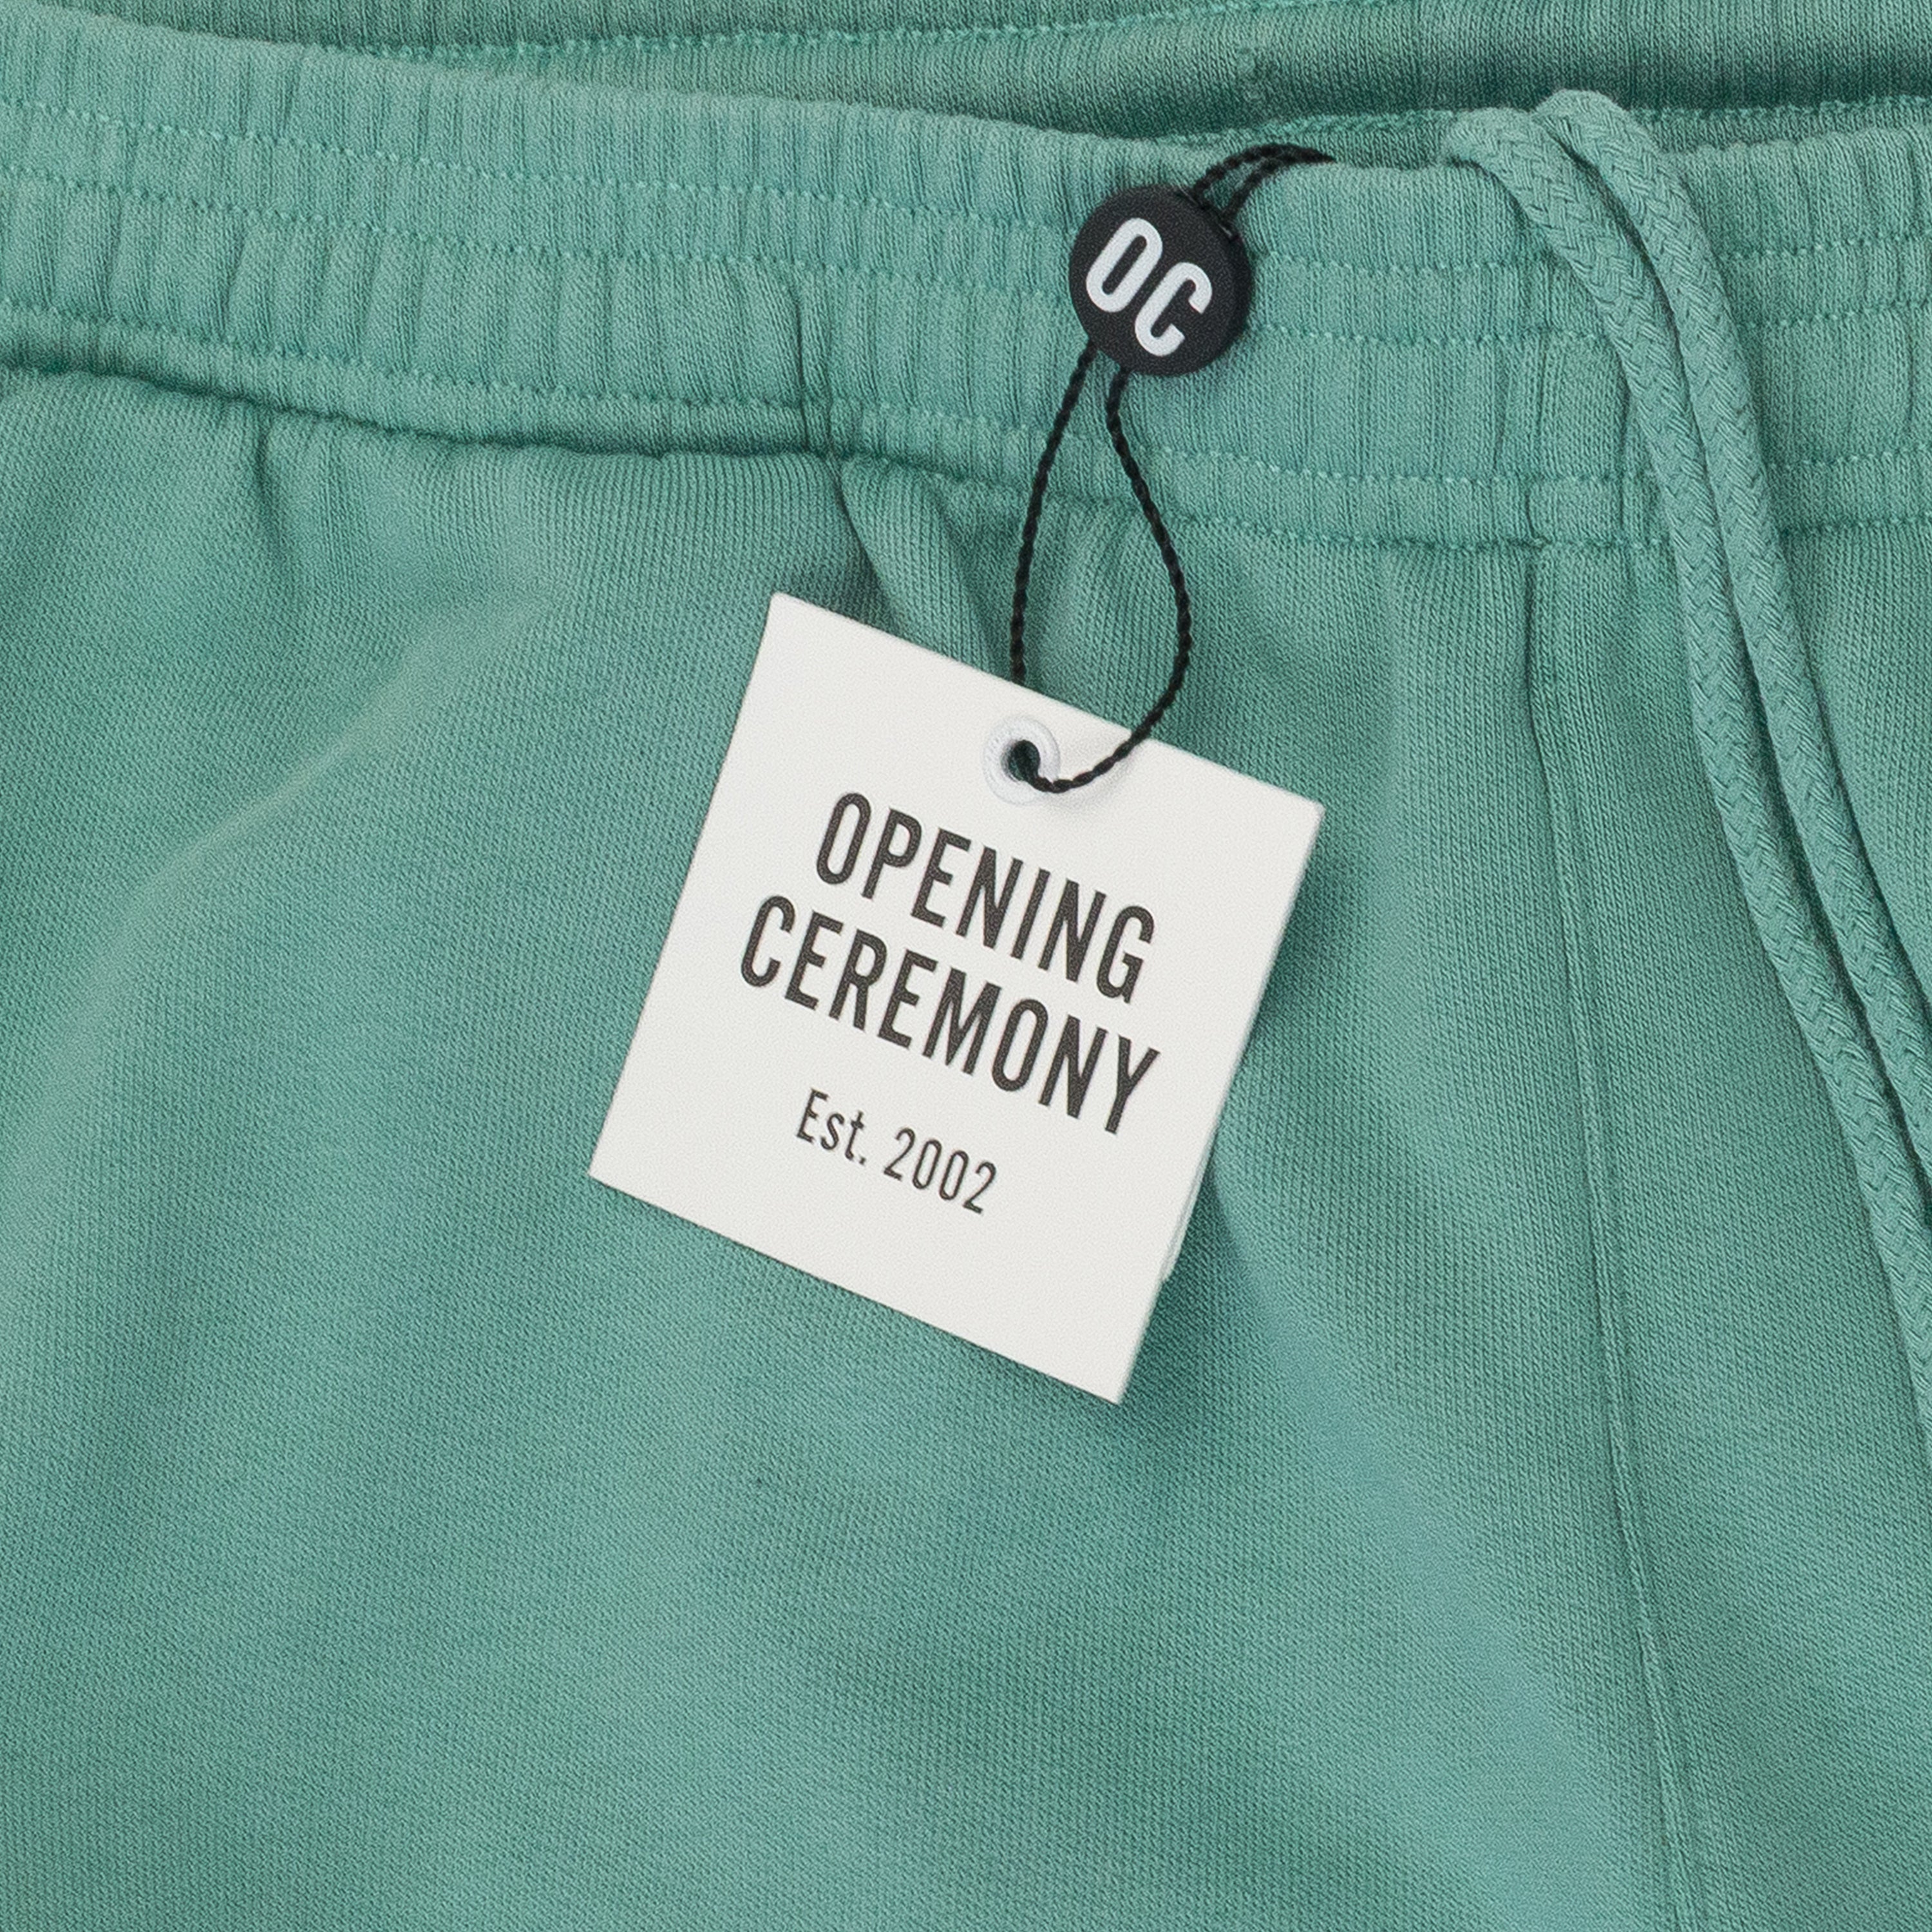 OC
OPENING
CEREMONY
Est. 2002